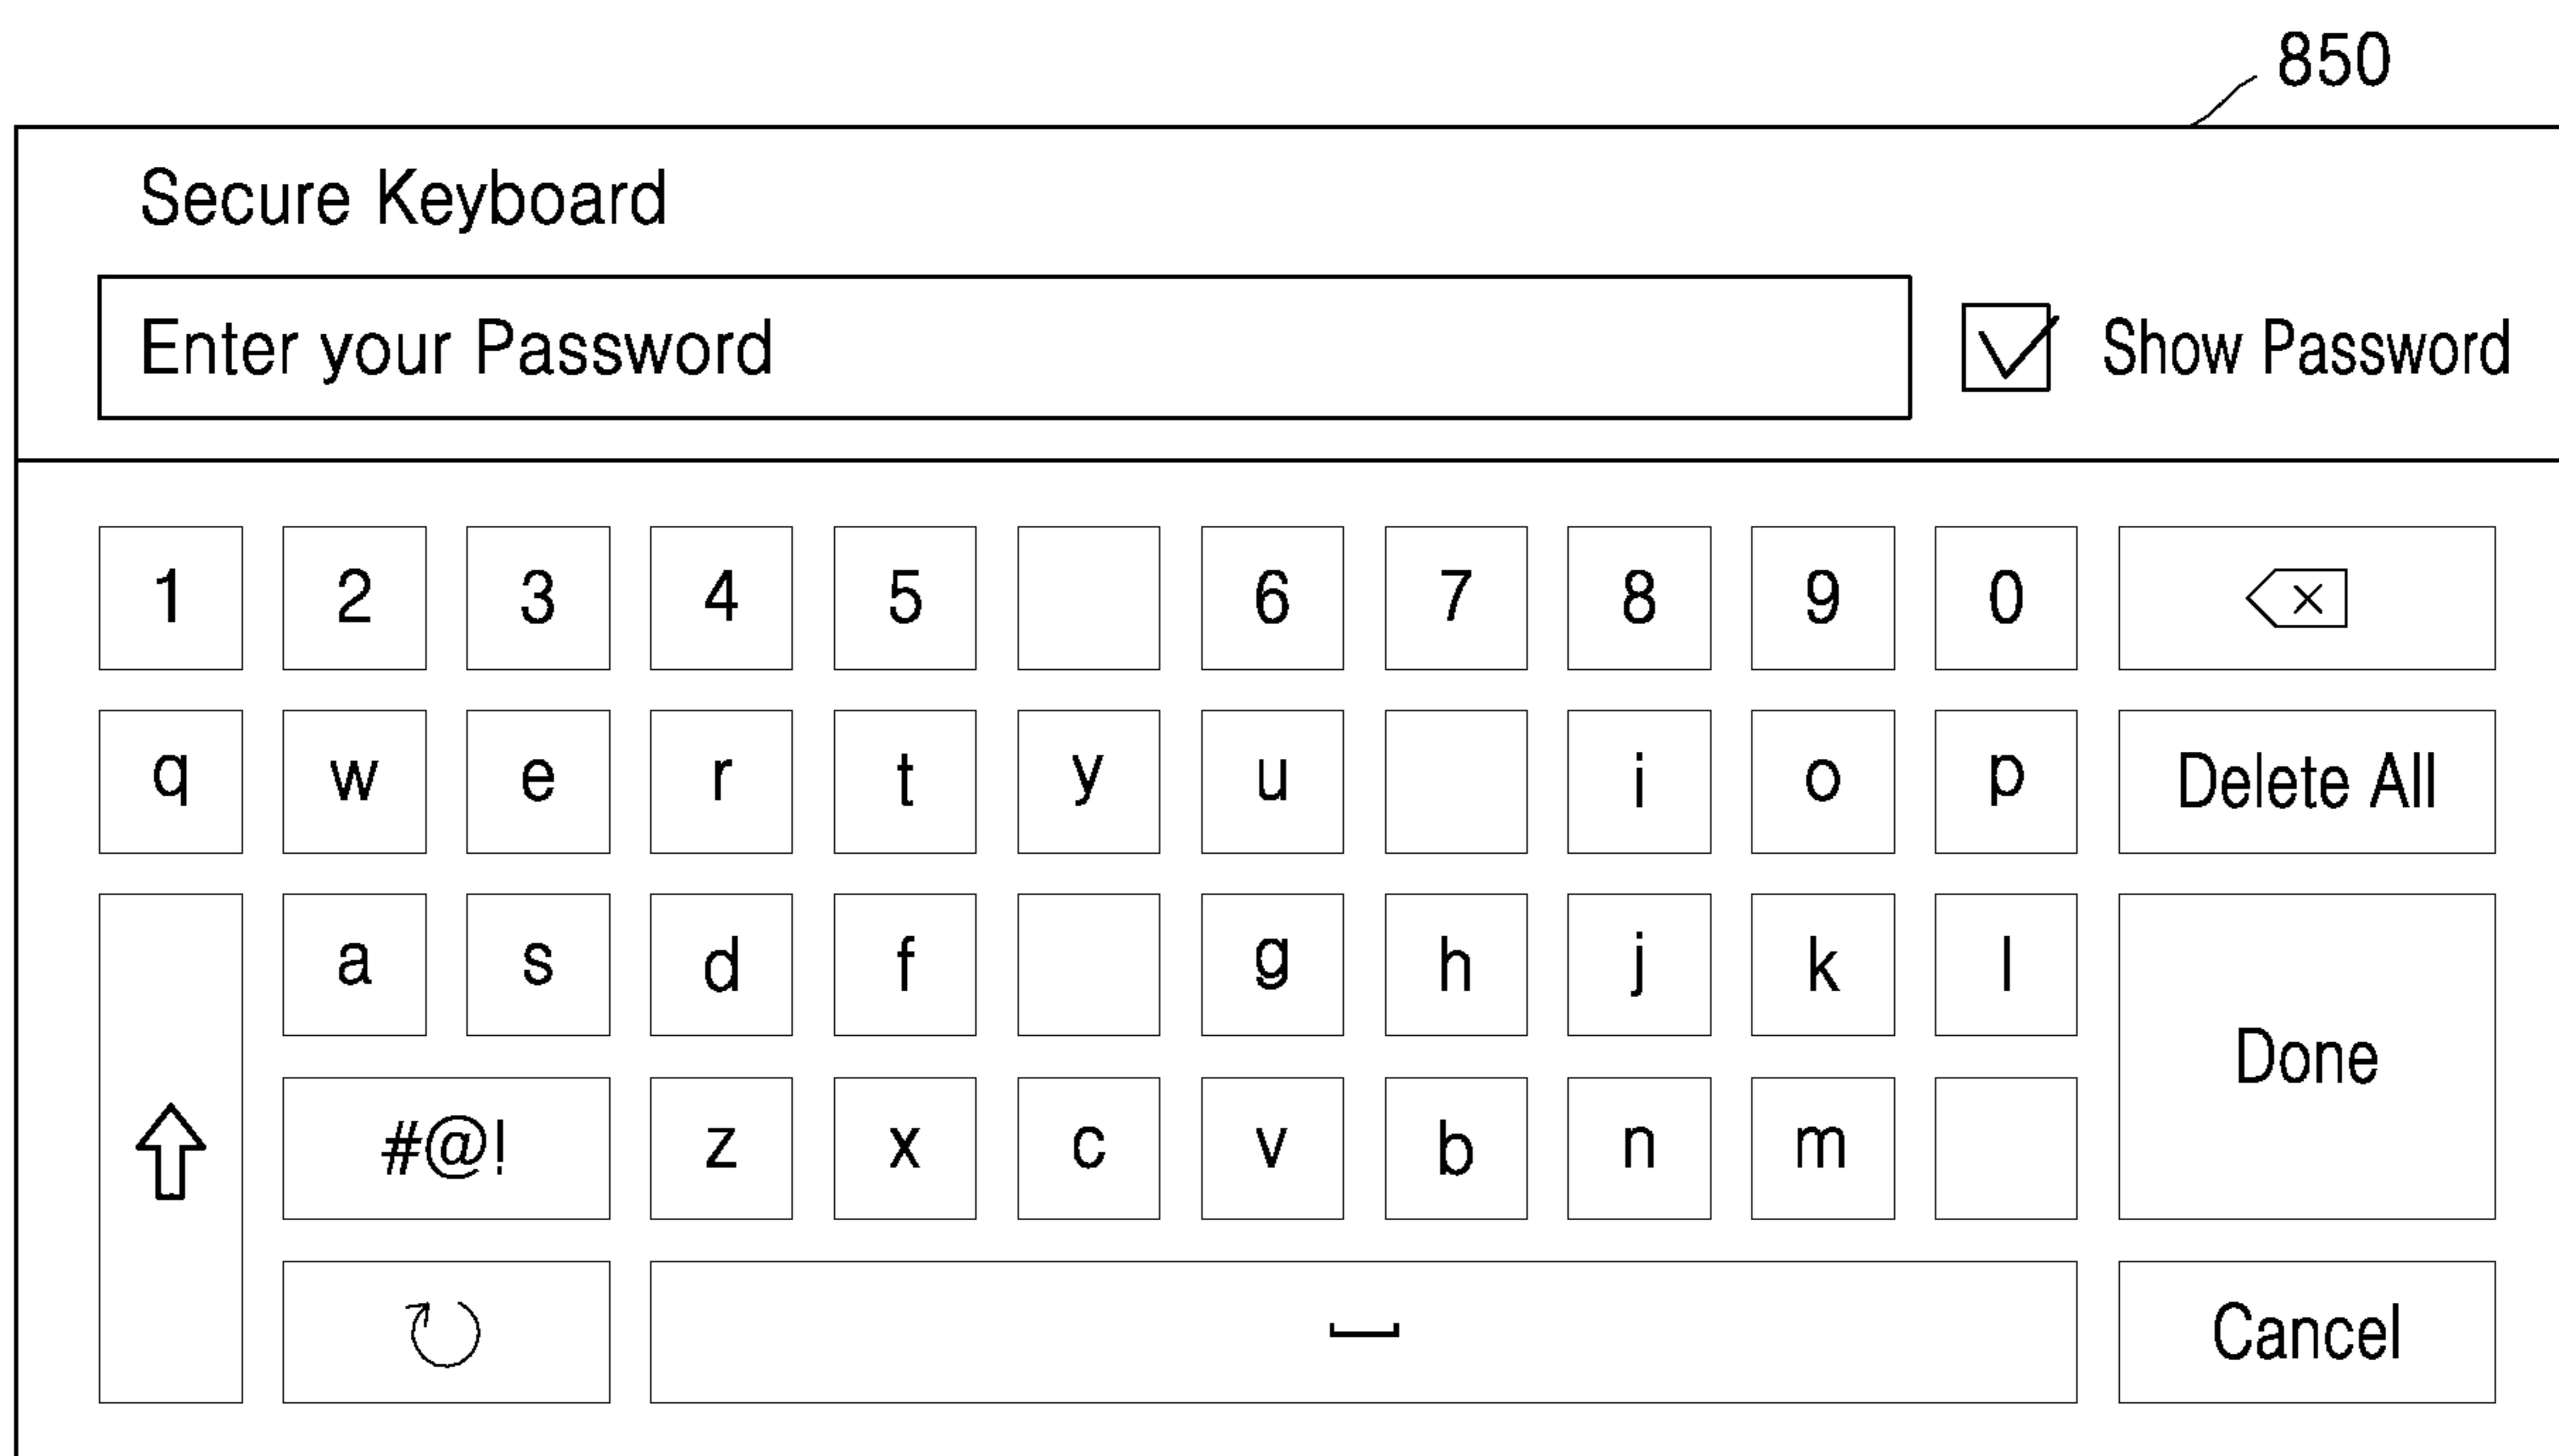 850
Secure Keyboard
Enter your Password Show Password
1 2 3 4 5 6 7 8 9 0
q w e r t y u i o p Delete All
a s d f g h j k l
Done
#@! z x c v b n m
Cancel